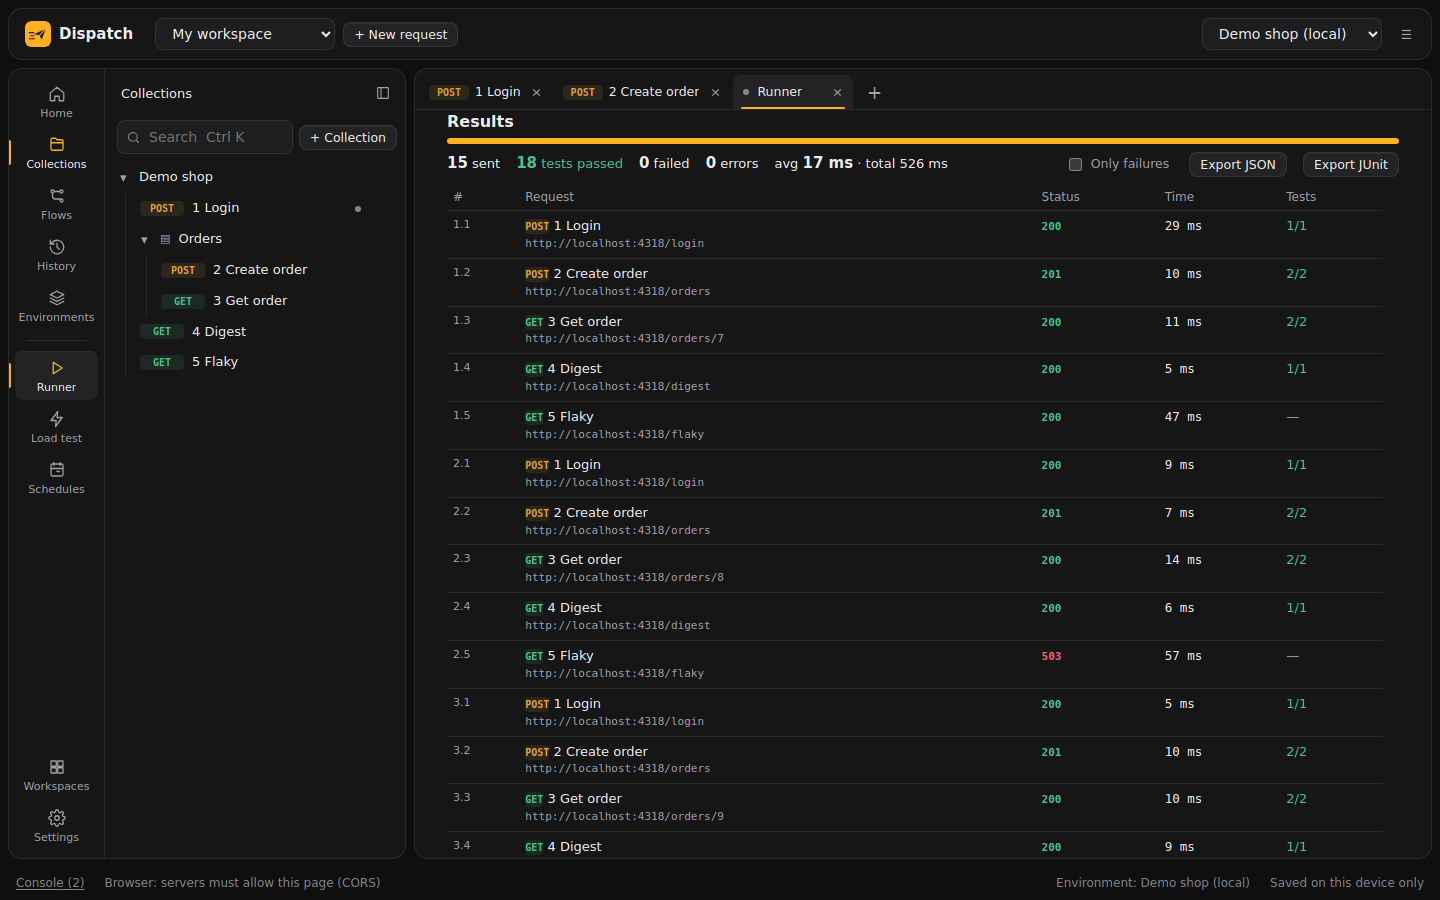 Dispatch My workspace + New request Demo shop (local)
Home
Collections
Flows
History
Environments
Runner
Load test
Schedules
Workspaces
Settings
Collections
Search Ctrl K + Collection
Demo shop
POST 1 Login
Orders
POST 2 Create order
GET 3 Get order
GET 4 Digest
GET 5 Flaky
POST 1 Login × POST 2 Create order × Runner × +
Results
15 sent 18 tests passed 0 failed 0 errors avg 17 ms · total 526 ms Only failures Export JSON Export JUnit
# Request Status Time Tests
1.1 POST 1 Login 200 29 ms 1/1
http://localhost:4318/login
1.2 POST 2 Create order 201 10 ms 2/2
http://localhost:4318/orders
1.3 GET 3 Get order 200 11 ms 2/2
http://localhost:4318/orders/7
1.4 GET 4 Digest 200 5 ms 1/1
http://localhost:4318/digest
1.5 GET 5 Flaky 200 47 ms —
http://localhost:4318/flaky
2.1 POST 1 Login 200 9 ms 1/1
http://localhost:4318/login
2.2 POST 2 Create order 201 7 ms 2/2
http://localhost:4318/orders
2.3 GET 3 Get order 200 14 ms 2/2
http://localhost:4318/orders/8
2.4 GET 4 Digest 200 6 ms 1/1
http://localhost:4318/digest
2.5 GET 5 Flaky 503 57 ms —
http://localhost:4318/flaky
3.1 POST 1 Login 200 5 ms 1/1
http://localhost:4318/login
3.2 POST 2 Create order 201 10 ms 2/2
http://localhost:4318/orders
3.3 GET 3 Get order 200 10 ms 2/2
http://localhost:4318/orders/9
3.4 GET 4 Digest 200 9 ms 1/1
Console (2) Browser: servers must allow this page (CORS) Environment: Demo shop (local) Saved on this device only